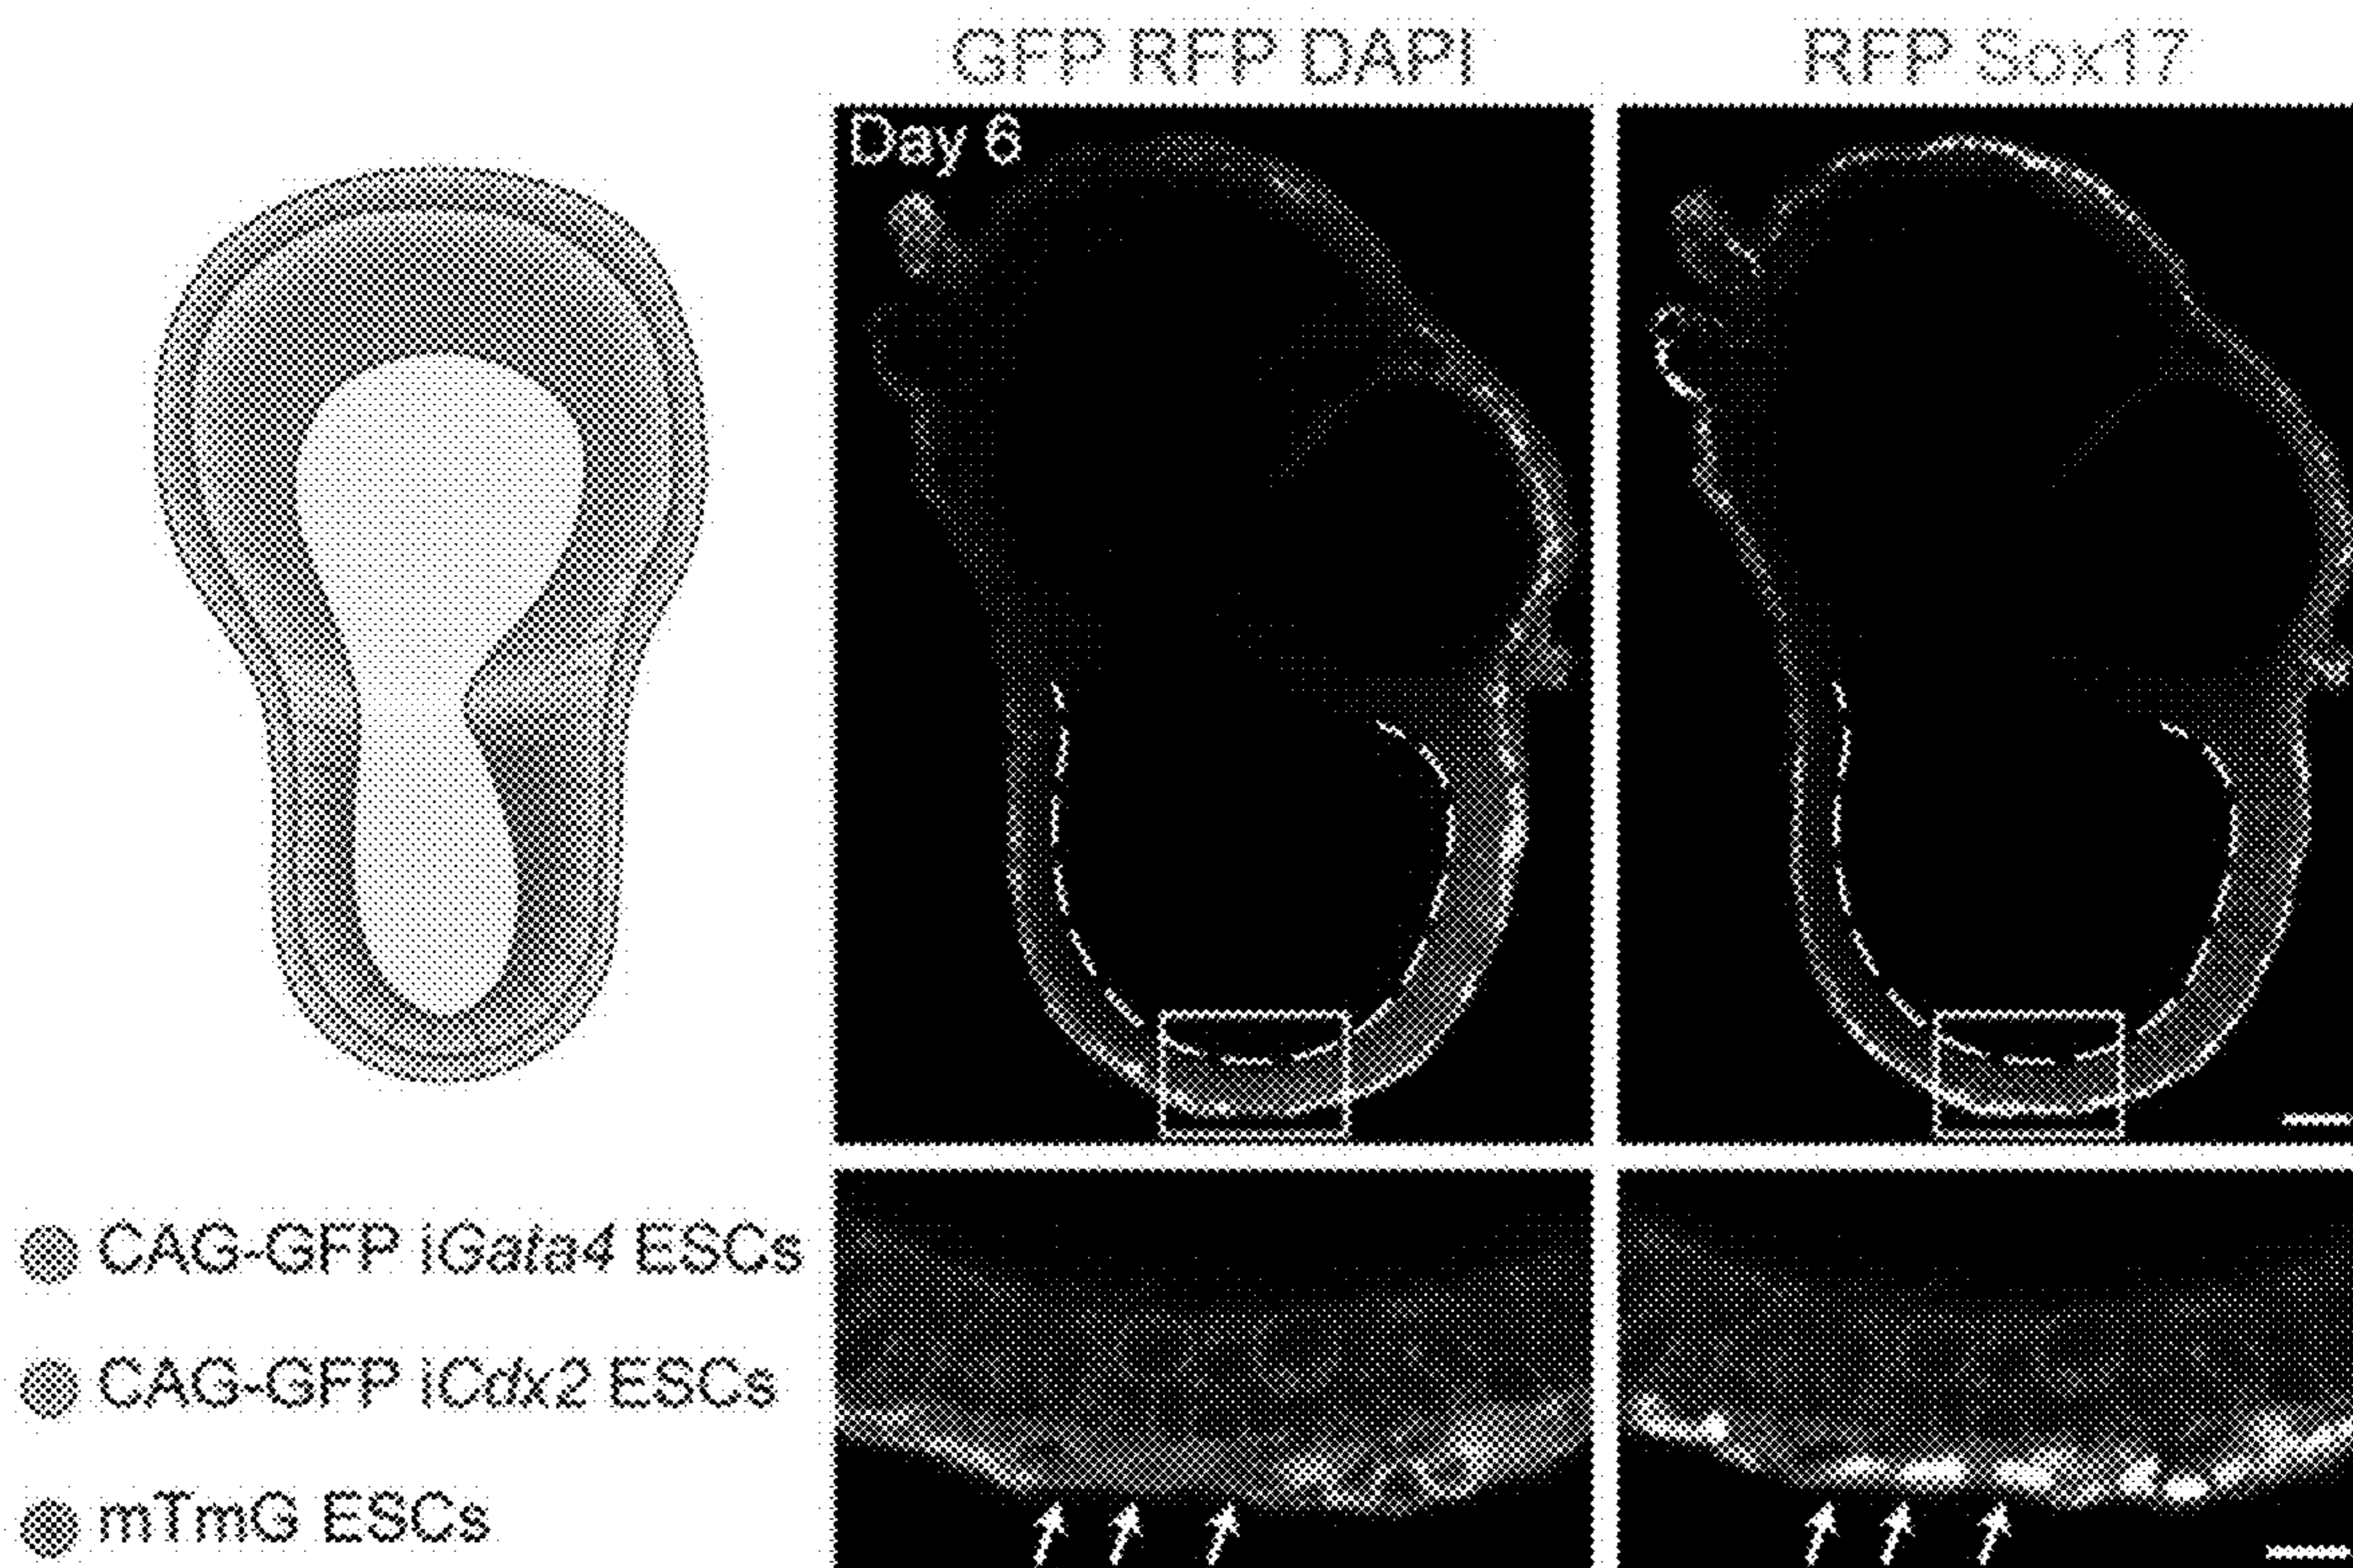 GFP RFP DAPI
RFP Sox17
Day 6
CAG-GFP iGata4 ESCs
CAG-GFP iCdx2 ESCs
mTmG ESCs